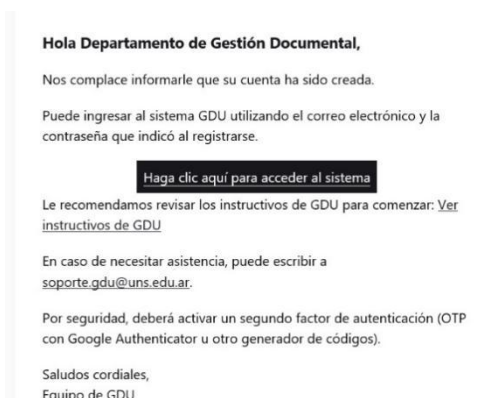 Hola Departamento de Gestión Documental,
Nos complace informarle que su cuenta ha sido creada.
Puede ingresar al sistema GDU utilizando el correo electrónico y la
contraseña que indicó al registrarse.
Haga clic aquí para acceder al sistema
Le recomendamos revisar los instructivos de GDU para comenzar: Ver
instructivos de GDU
En caso de necesitar asistencia, puede escribir a
soporte.gdu@uns.edu.ar.
Por seguridad, deberá activar un segundo factor de autenticación (OTP
con Google Authenticator u otro generador de códigos).
Saludos cordiales,
Equipo de GDU